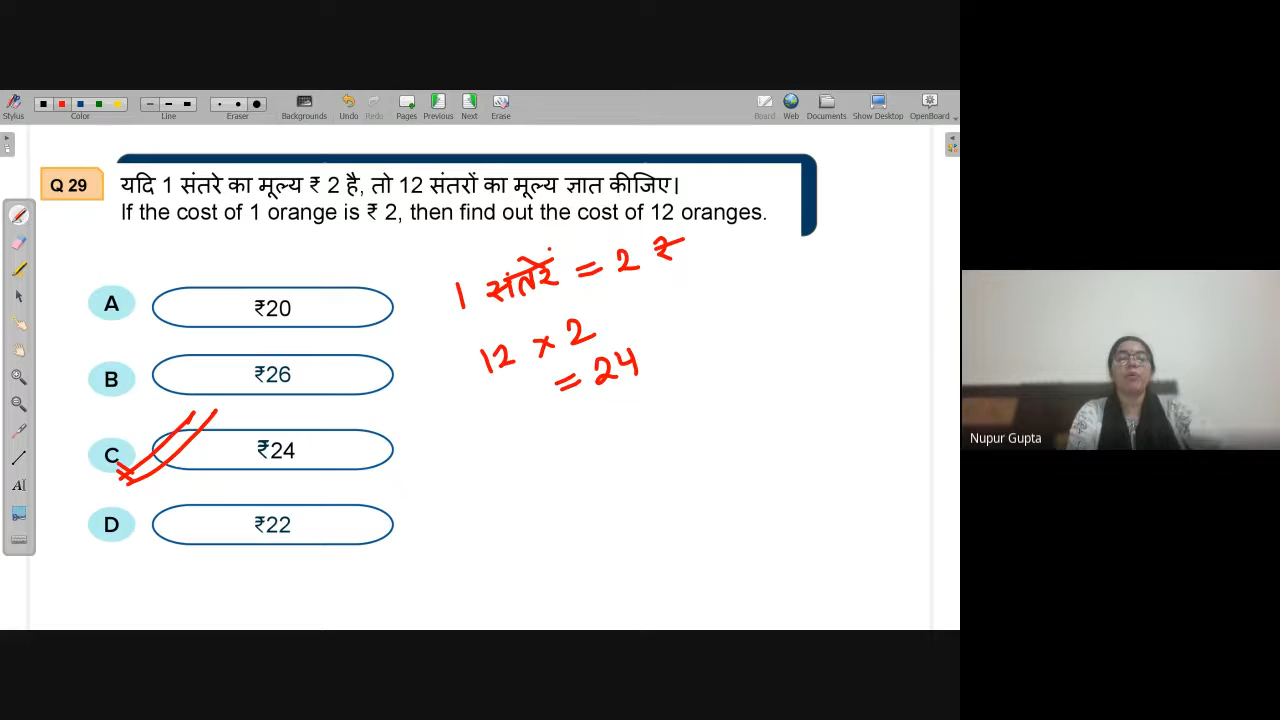 Stylus
Color
Line
Eraser
Backgrounds
Undo
Redo
Pages
Previous
Next
Erase
Board
Web
Documents
Show Desktop
OpenBoard
Q 29
यदि 1 संतरे का मूल्य ₹ 2 है, तो 12 संतरों का मूल्य ज्ञात कीजिए।
If the cost of 1 orange is ₹ 2, then find out the cost of 12 oranges.
1 संतरें = 2 ₹
12 × 2
= 24
A ₹20
B ₹26
C ₹24
D ₹22
Nupur Gupta